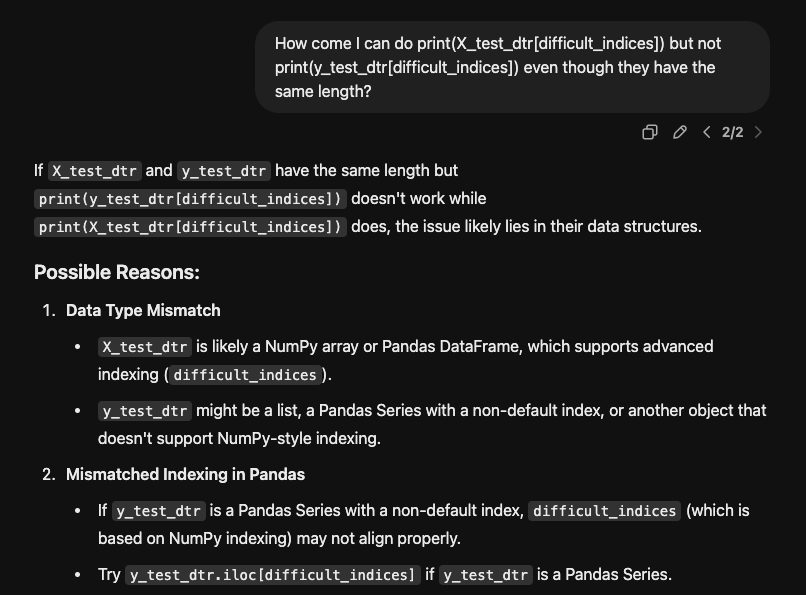 How come I can do print(X_test_dtr[difficult_indices]) but not
print(y_test_dtr[difficult_indices]) even though they have the
same length?
2/2
If X_test_dtr and y_test_dtr have the same length but
print(y_test_dtr[difficult_indices]) doesn't work while
print(X_test_dtr[difficult_indices]) does, the issue likely lies in their data structures.
Possible Reasons:
1. Data Type Mismatch
• X_test_dtr is likely a NumPy array or Pandas DataFrame, which supports advanced
indexing (difficult_indices).
• y_test_dtr might be a list, a Pandas Series with a non-default index, or another object that
doesn't support NumPy-style indexing.
2. Mismatched Indexing in Pandas
• If y_test_dtr is a Pandas Series with a non-default index, difficult_indices (which is
based on NumPy indexing) may not align properly.
• Try y_test_dtr.iloc[difficult_indices] if y_test_dtr is a Pandas Series.